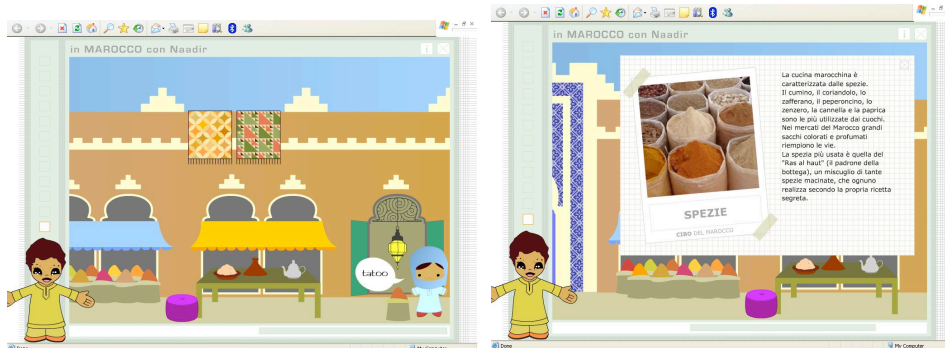 in MAROCCO con Naadir
tatoo
Done
My Computer
in MAROCCO con Naadir
La cucina marocchina è
caratterizzata dalle spezie.
Il cumino, il coriandolo, lo
zafferano, il peperoncino, lo
zenzero, la cannella e la paprica
sono le più utilizzate dai cuochi.
Nei mercati del Marocco grandi
sacchi colorati e profumati
riempiono le vie.
La spezia più usata è quella del
"Ras al haut" (il padrone della
bottega), un miscuglio di tante
spezie macinate, che ognuno
realizza secondo la propria ricetta
segreta.
SPEZIE
CIBO DEL MAROCCO
Done
My Computer